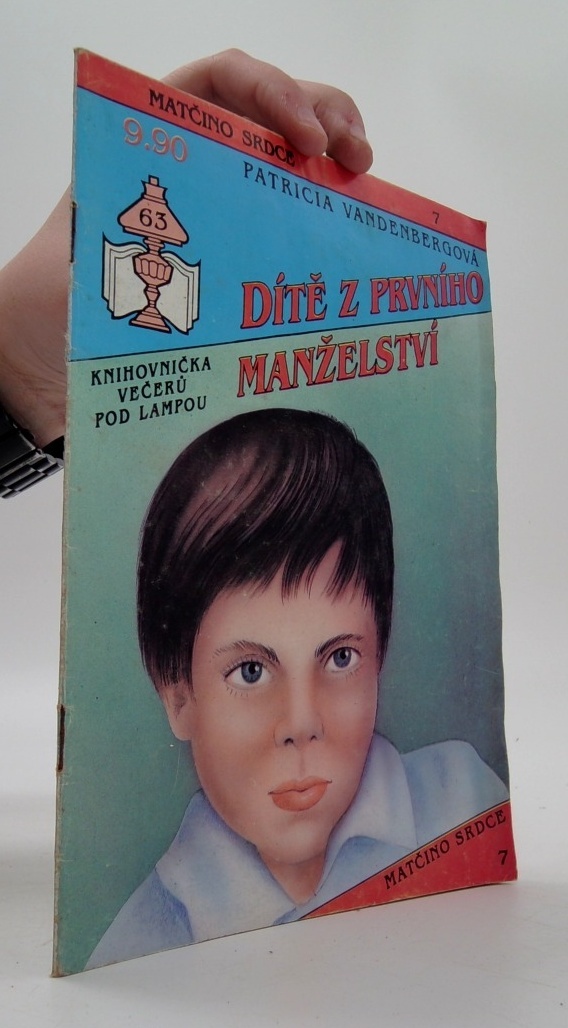 MATČINO SRDCE 7
9.90
PATRICIA VANDENBERGOVÁ
63
DÍTĚ Z PRVNÍHO
MANŽELSTVÍ
KNIHOVNIČKA
VEČERŮ
POD LAMPOU
MATČINO SRDCE
7